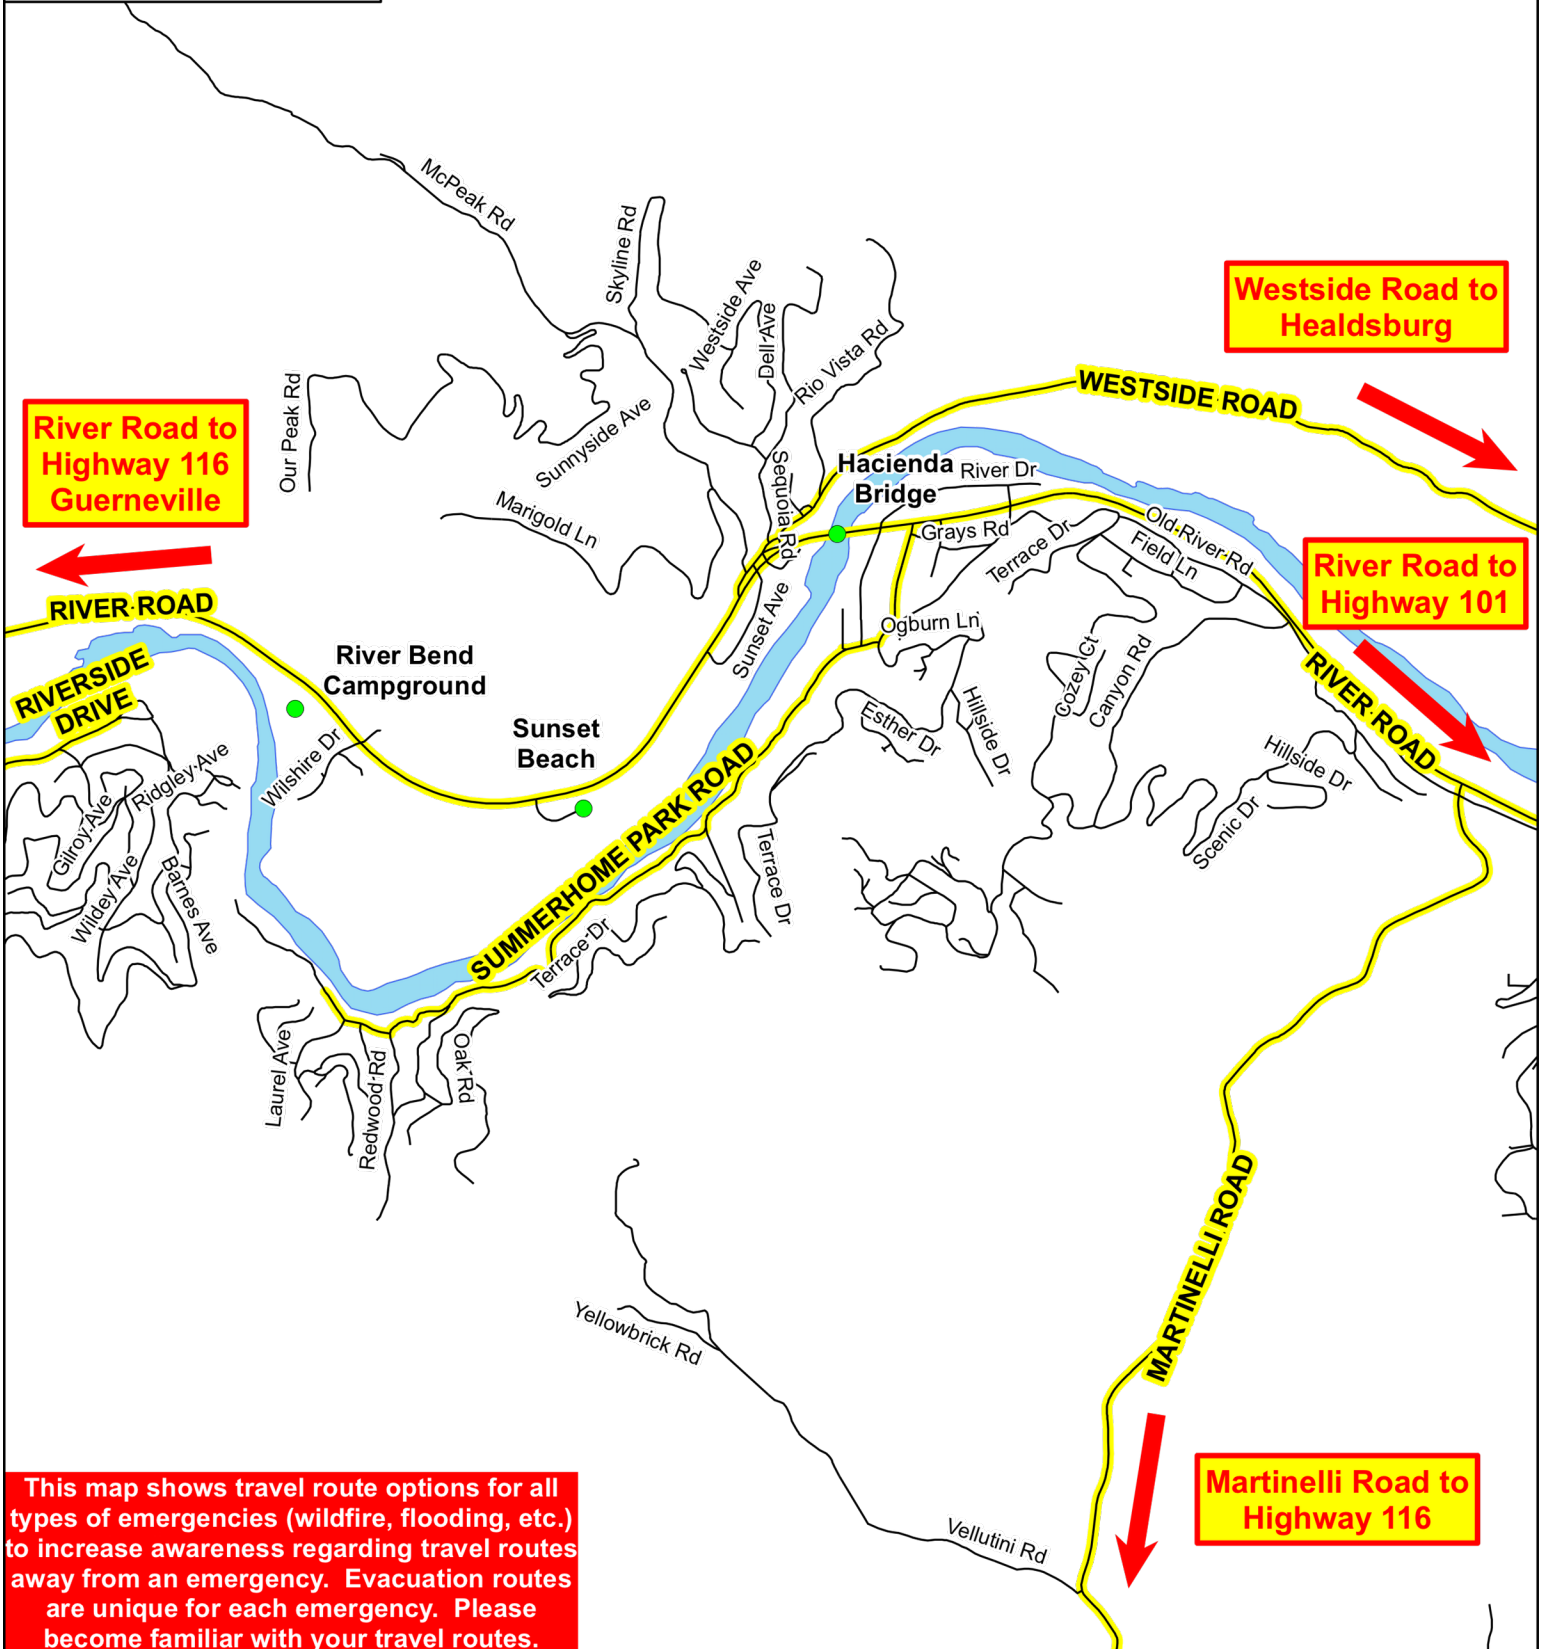 McPeak Rd
Skyline Rd
Westside Ave
Dell Ave
Rio Vista Rd
Westside Road to
Healdsburg
WESTSIDE ROAD
Our Peak Rd
Sunnyside Ave
River Road to
Highway 116
Guerneville
Marigold Ln
Sequoia Rd
Hacienda
Bridge
River Dr
Grays Rd
Terrace Dr
Old River Rd
Field Ln
River Road to
Highway 101
RIVER ROAD
Sunset Ave
Ogburn Ln
RIVERSIDE
DRIVE
River Bend
Campground
Sunset
Beach
Wilshire Dr
Ridgley Ave
Gilroy Ave
Wildey Ave
Barnes Ave
Esther Dr
Hillside Dr
Cozey Ct
Canyon Rd
RIVER ROAD
Hillside Dr
Scenic Dr
SUMMERHOME PARK ROAD
Terrace Dr
Terrace Dr
Laurel Ave
Redwood Rd
Oak Rd
MARTINELLI ROAD
Yellowbrick Rd
Vellutini Rd
Martinelli Road to
Highway 116
This map shows travel route options for all
types of emergencies (wildfire, flooding, etc.)
to increase awareness regarding travel routes
away from an emergency. Evacuation routes
are unique for each emergency. Please
become familiar with your travel routes.